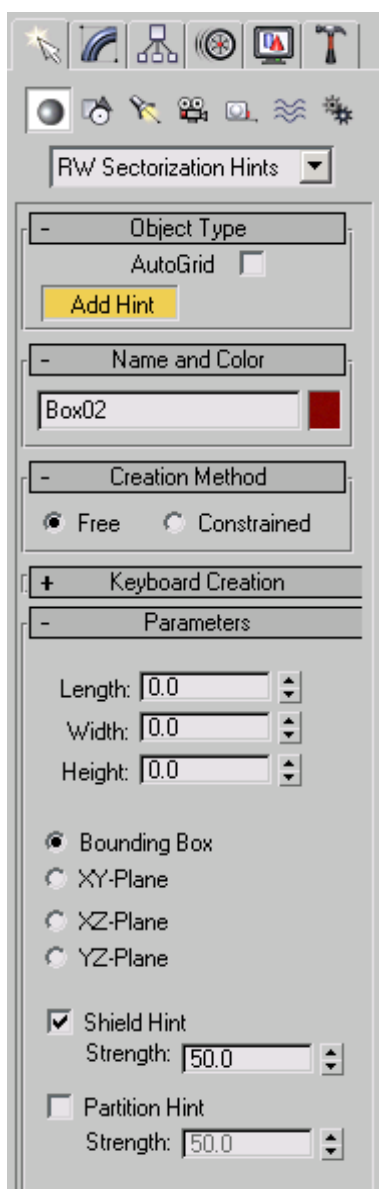 RW Sectorization Hints
- Object Type
AutoGrid
Add Hint
- Name and Color
Box02
- Creation Method
Free Constrained
+ Keyboard Creation
- Parameters
Length: 0.0
Width: 0.0
Height: 0.0
Bounding Box
XY-Plane
XZ-Plane
YZ-Plane
Shield Hint
Strength: 50.0
Partition Hint
Strength: 50.0